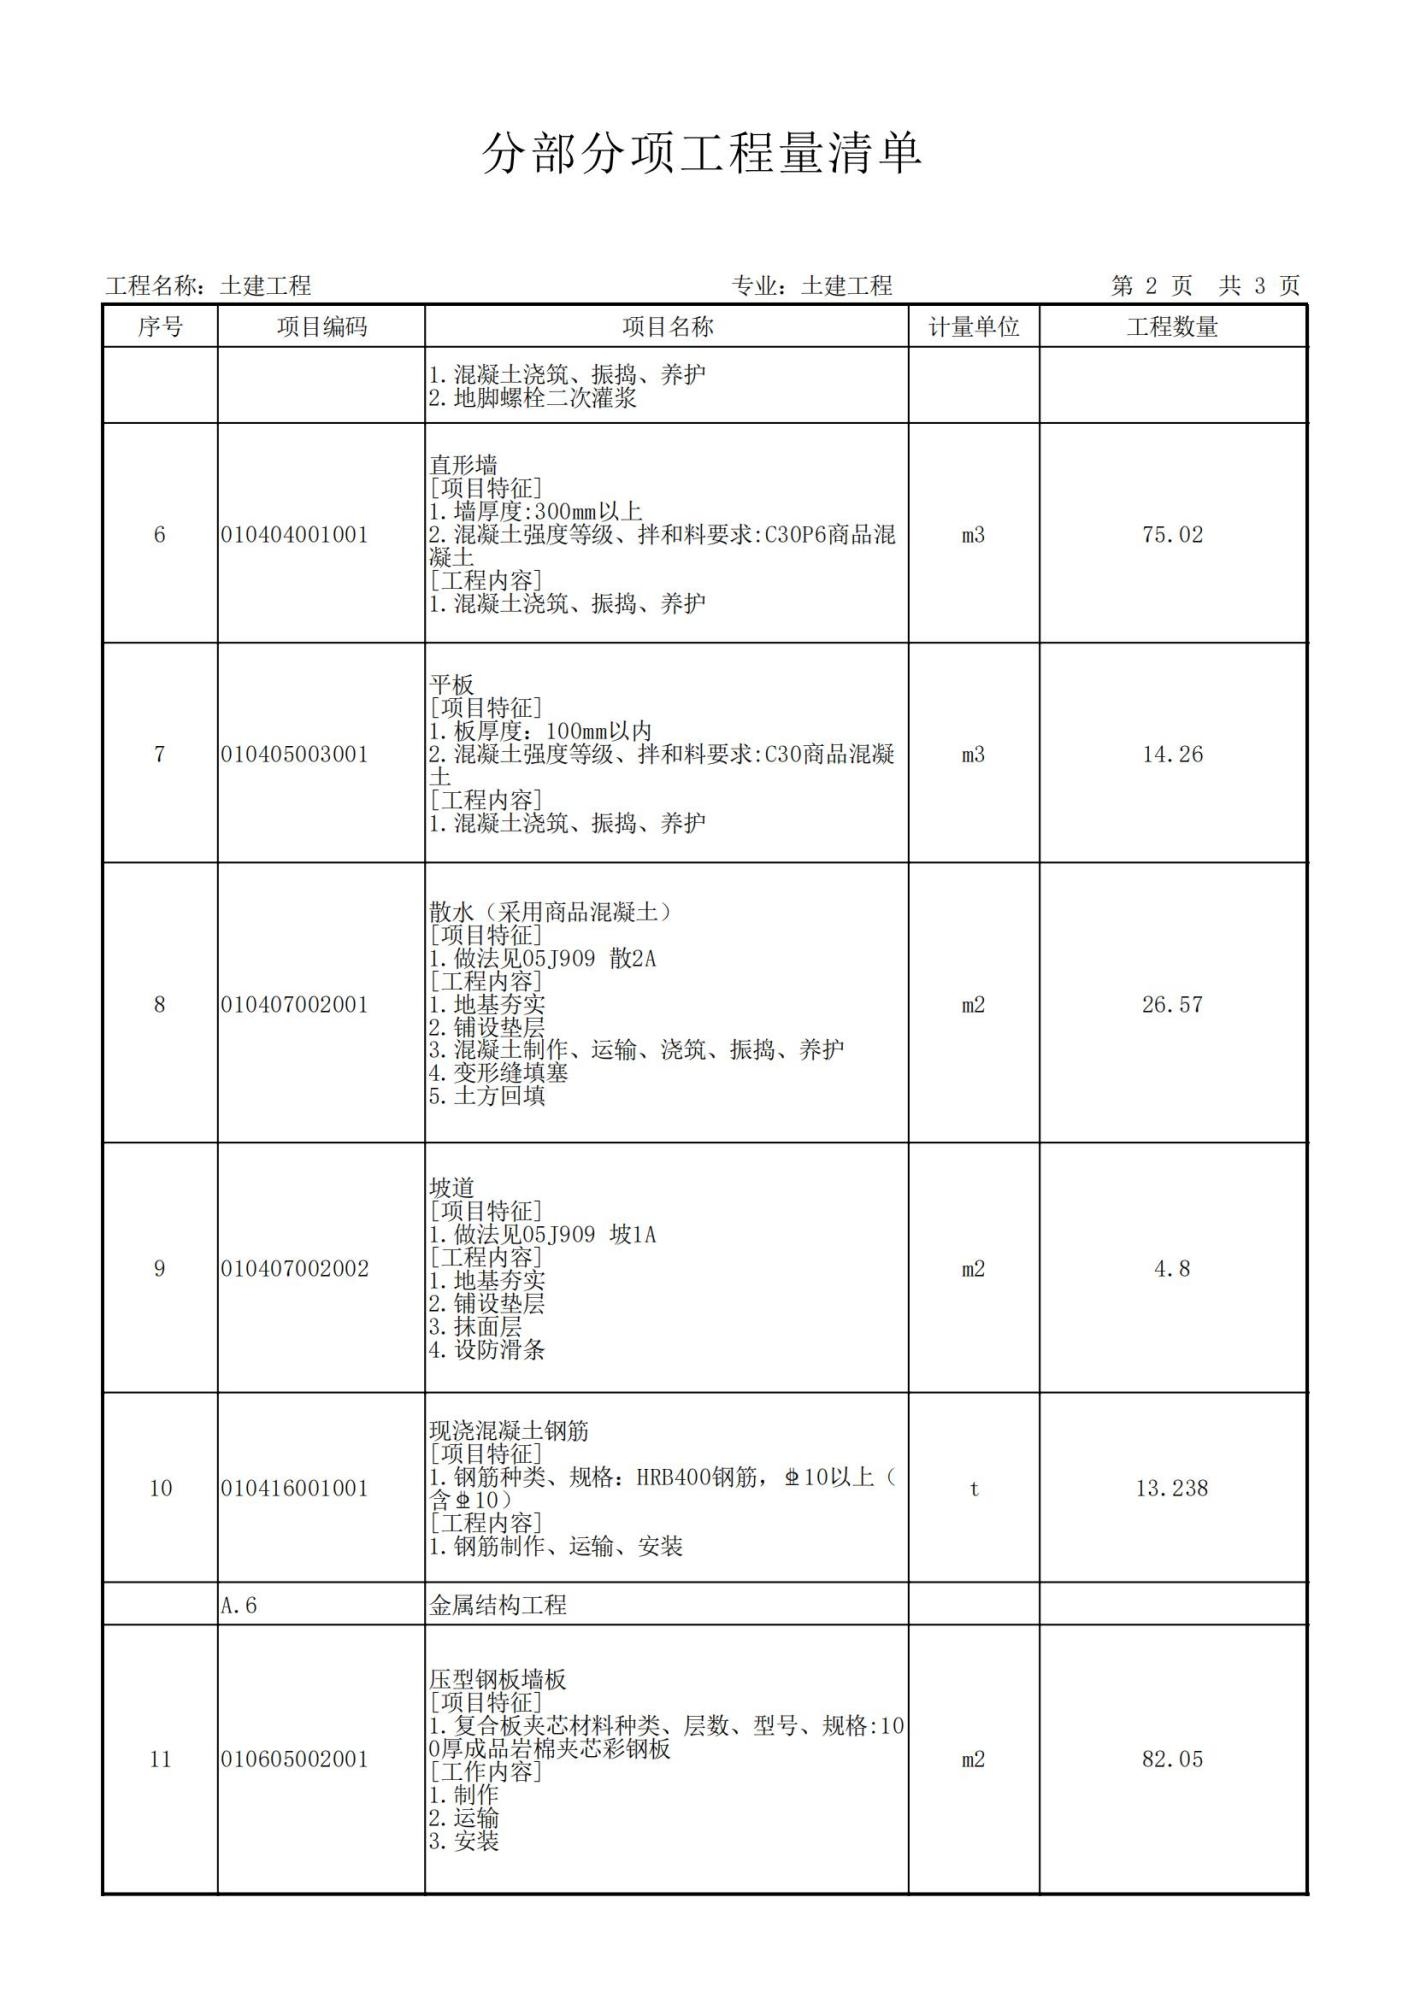 分部分项工程量清单
工程名称：土建工程 专业：土建工程 第 2 页 共 3 页
序号 项目编码 项目名称 计量单位 工程数量
1.混凝土浇筑、振捣、养护
2.地脚螺栓二次灌浆
直形墙
[项目特征]
1.墙厚度:300mm以上
2.混凝土强度等级、拌和料要求:C30P6商品混
6 010404001001 m3 75.02
凝土
[工程内容]
1.混凝土浇筑、振捣、养护
平板
[项目特征]
1.板厚度：100mm以内
2.混凝土强度等级、拌和料要求:C30商品混凝
7 010405003001 m3 14.26
土
[工程内容]
1.混凝土浇筑、振捣、养护
散水（采用商品混凝土）
[项目特征]
1.做法见05J909 散2A
[工程内容]
8 010407002001 1.地基夯实 m2 26.57
2.铺设垫层
3.混凝土制作、运输、浇筑、振捣、养护
4.变形缝填塞
5.土方回填
坡道
[项目特征]
1.做法见05J909 坡1A
[工程内容]
9 010407002002 1.地基夯实 m2 4.8
2.铺设垫层
3.抹面层
4.设防滑条
现浇混凝土钢筋
[项目特征]
1.钢筋种类、规格：HRB400钢筋，⌽10以上（
10 010416001001 含⌽10） t 13.238
[工程内容]
1.钢筋制作、运输、安装
A.6 金属结构工程
压型钢板墙板
[项目特征]
1.复合板夹芯材料种类、层数、型号、规格:10
0厚成品岩棉夹芯彩钢板
11 010605002001 [工作内容] m2 82.05
1.制作
2.运输
3.安装